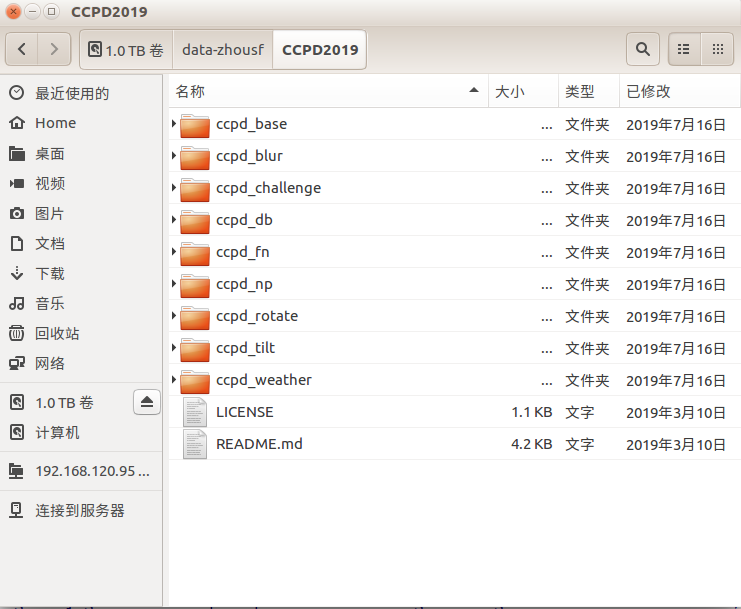 CCPD2019
1.0 TB 卷 data-zhousf CCPD2019
名称 大小 类型 已修改
最近使用的
Home
桌面
视频
图片
文档
下载
音乐
回收站
网络
1.0 TB 卷
计算机
192.168.120.95 ...
连接到服务器
ccpd_base ... 文件夹 2019年7月16日
ccpd_blur ... 文件夹 2019年7月16日
ccpd_challenge ... 文件夹 2019年7月16日
ccpd_db ... 文件夹 2019年7月16日
ccpd_fn ... 文件夹 2019年7月16日
ccpd_np ... 文件夹 2019年7月16日
ccpd_rotate ... 文件夹 2019年7月16日
ccpd_tilt ... 文件夹 2019年7月16日
ccpd_weather ... 文件夹 2019年7月16日
LICENSE 1.1 KB 文字 2019年3月10日
README.md 4.2 KB 文字 2019年3月10日